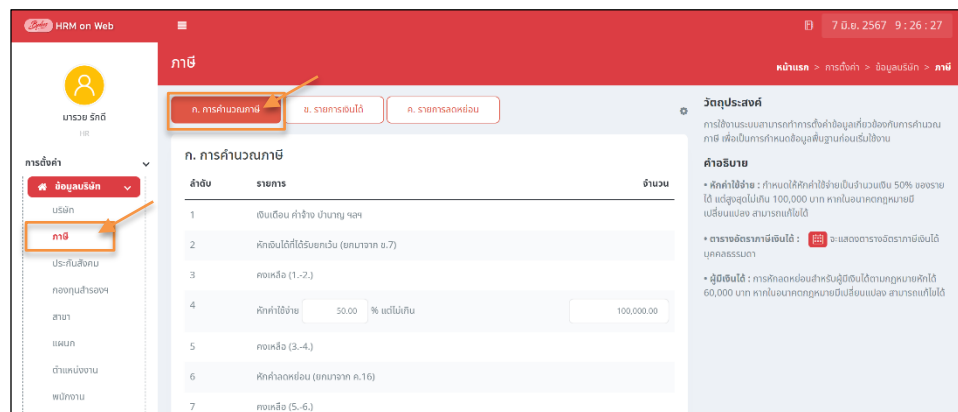 HRM on Web
7 มิ.ย. 2567 9 : 26 : 27
ภาษี
หน้าแรก > การตั้งค่า > ข้อมูลบริษัท > ภาษี
มารวย รักดี
HR
การตั้งค่า
ข้อมูลบริษัท
บริษัท
ภาษี
ประกันสังคม
กองทุนสำรองฯ
สาขา
แผนก
ตำแหน่งงาน
พนักงาน
ก. การคำนวณภาษี
ข. รายการเงินได้
ค. รายการลดหย่อน
ก. การคำนวณภาษี
ลำดับ รายการ จำนวน
1 เงินเดือน ค่าจ้าง บำนาญ ฯลฯ
2 หักเงินได้ที่ได้รับยกเว้น (ยกมาจาก ข.7)
3 คงเหลือ (1.-2.)
4 หักค่าใช้จ่าย 50.00 % แต่ไม่เกิน 100,000.00
5 คงเหลือ (3.-4.)
6 หักค่าลดหย่อน (ยกมาจาก ค.16)
7 คงเหลือ (5.-6.)
วัตถุประสงค์
การใช้งานระบบสามารถทำการตั้งค่าข้อมูลเกี่ยวข้องกับการคำนวณ
ภาษี เพื่อเป็นการกำหนดข้อมูลพื้นฐานก่อนเริ่มใช้งาน
คำอธิบาย
• หักค่าใช้จ่าย : กำหนดให้หักค่าใช้จ่ายเป็นจำนวนเงิน 50% ของราย
ได้ แต่สูงสุดไม่เกิน 100,000 บาท หากในอนาคตกฎหมายมี
เปลี่ยนแปลง สามารถแก้ไขได้
• ตารางอัตราภาษีเงินได้ : จะแสดงตารางอัตราภาษีเงินได้
บุคคลธรรมดา
• ผู้มีเงินได้ : การหักลดหย่อนสำหรับผู้มีเงินได้ตามกฎหมายหักได้
60,000 บาท หากในอนาคตกฎหมายมีเปลี่ยนแปลง สามารถแก้ไขได้